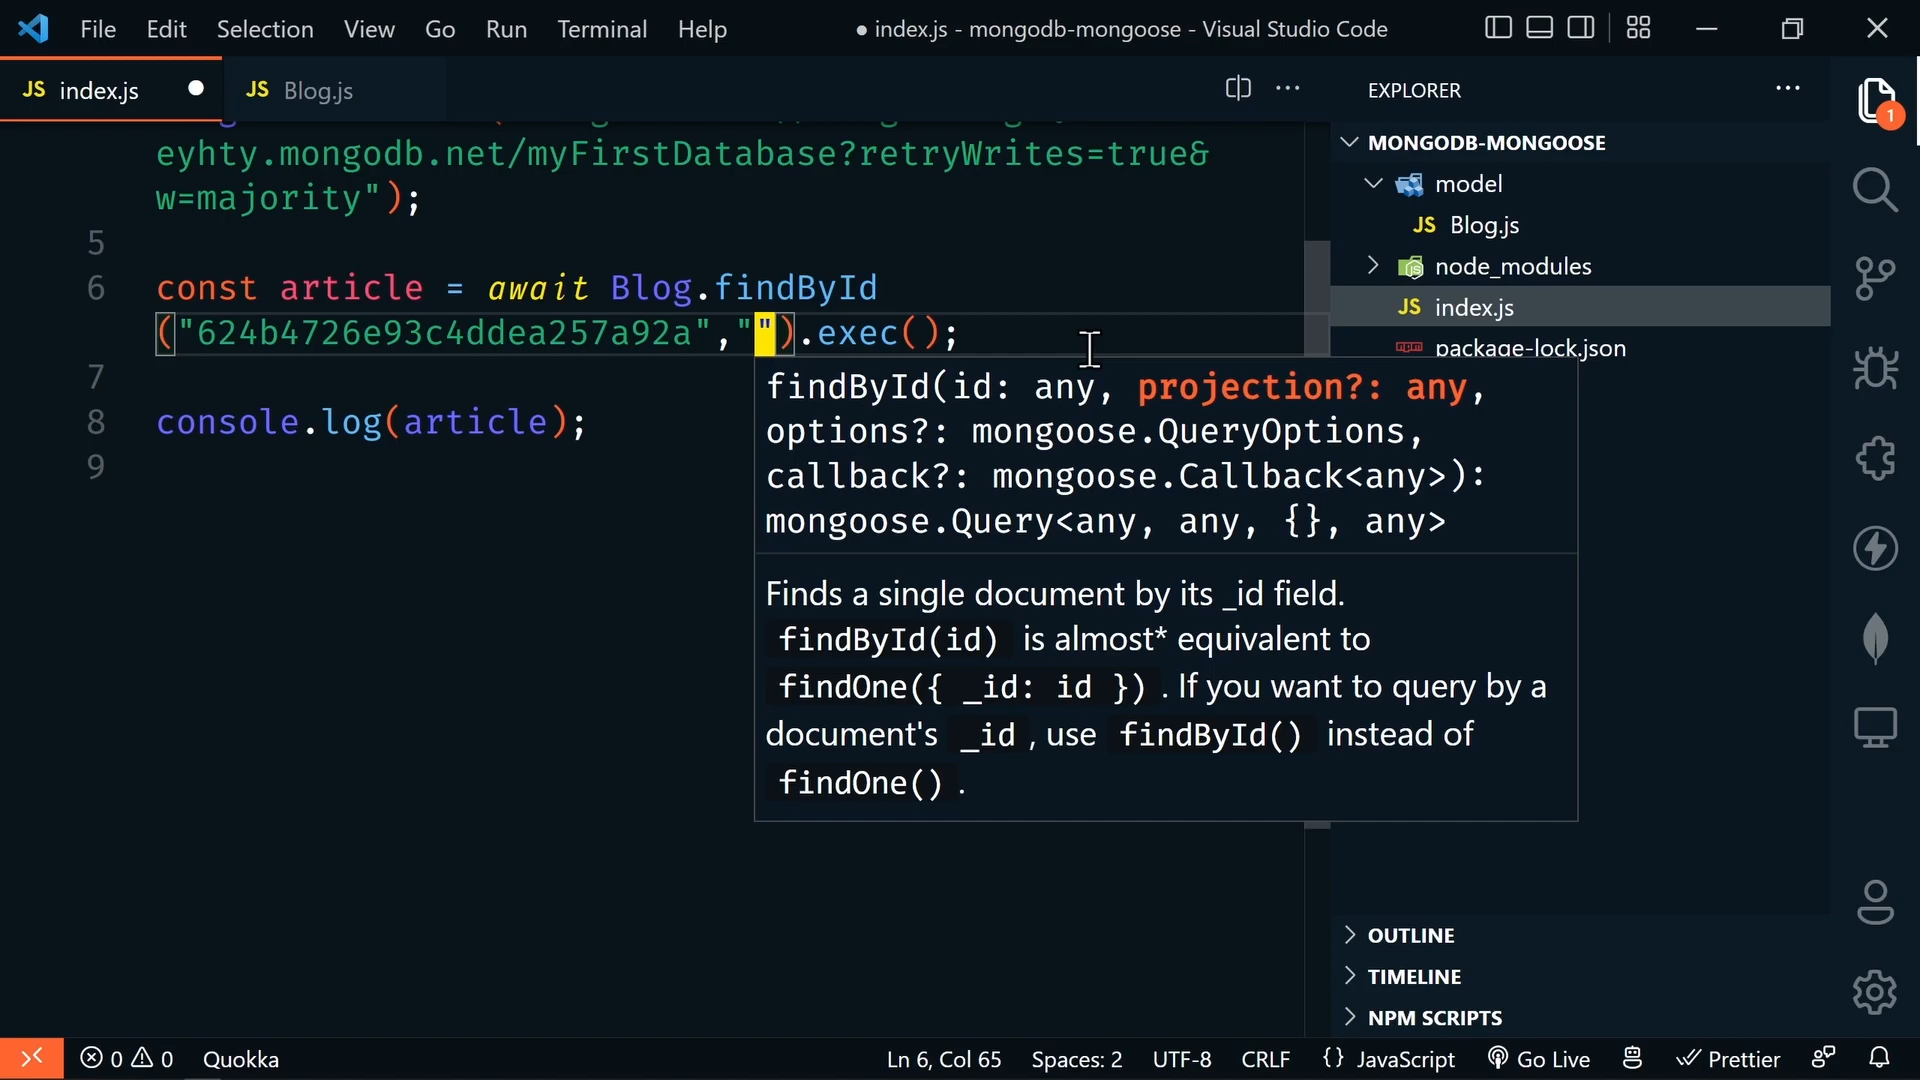 File Edit Selection View Go Run Terminal Help
● index.js - mongodb-mongoose - Visual Studio Code
JS index.js
JS Blog.js
EXPLORER
eyhty.mongodb.net/myFirstDatabase?retryWrites=true&
w=majority");
5
6 const article = await Blog.findById
("624b4726e93c4ddea257a92a","").exec();
7
8 console.log(article);
9
findById(id: any, projection?: any,
options?: mongoose.QueryOptions,
callback?: mongoose.Callback<any>):
mongoose.Query<any, any, {}, any>
Finds a single document by its _id field.
findById(id) is almost* equivalent to
findOne({ _id: id }) . If you want to query by a
document's _id , use findById() instead of
findOne() .
MONGODB-MONGOOSE
model
JS Blog.js
node_modules
JS index.js
package-lock.json
1
OUTLINE
TIMELINE
NPM SCRIPTS
0 0 Quokka
Ln 6, Col 65 Spaces: 2 UTF-8 CRLF {} JavaScript Go Live Prettier